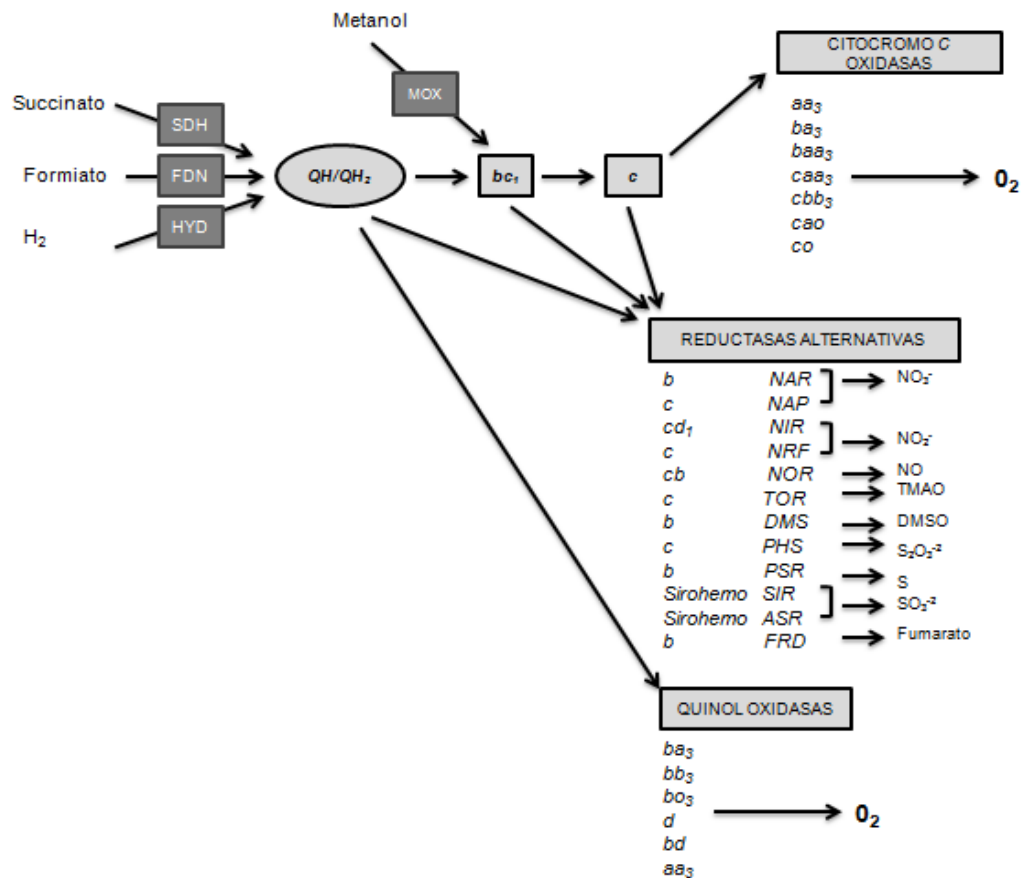 Metanol
CITOCROMO C
OXIDASAS
MOX
Succinato
SDH
Formiato
FDN
H₂
HYD
QH/QH₂
bc₁
c
aa₃
ba₃
baa₃
caa₃
cbb₃
cao
co
0₂
REDUCTASAS ALTERNATIVAS
b NAR NO₂⁻
c NAP
cd₁ NIR NO₂⁻
c NRF
cb NOR NO
c TOR TMAO
b DMS DMSO
c PHS S₂O₃⁻²
b PSR S
Sirohemo SIR SO₂⁻²
Sirohemo ASR
b FRD Fumarato
QUINOL OXIDASAS
ba₃
bb₃
bo₃
d
bd
aa₃
0₂